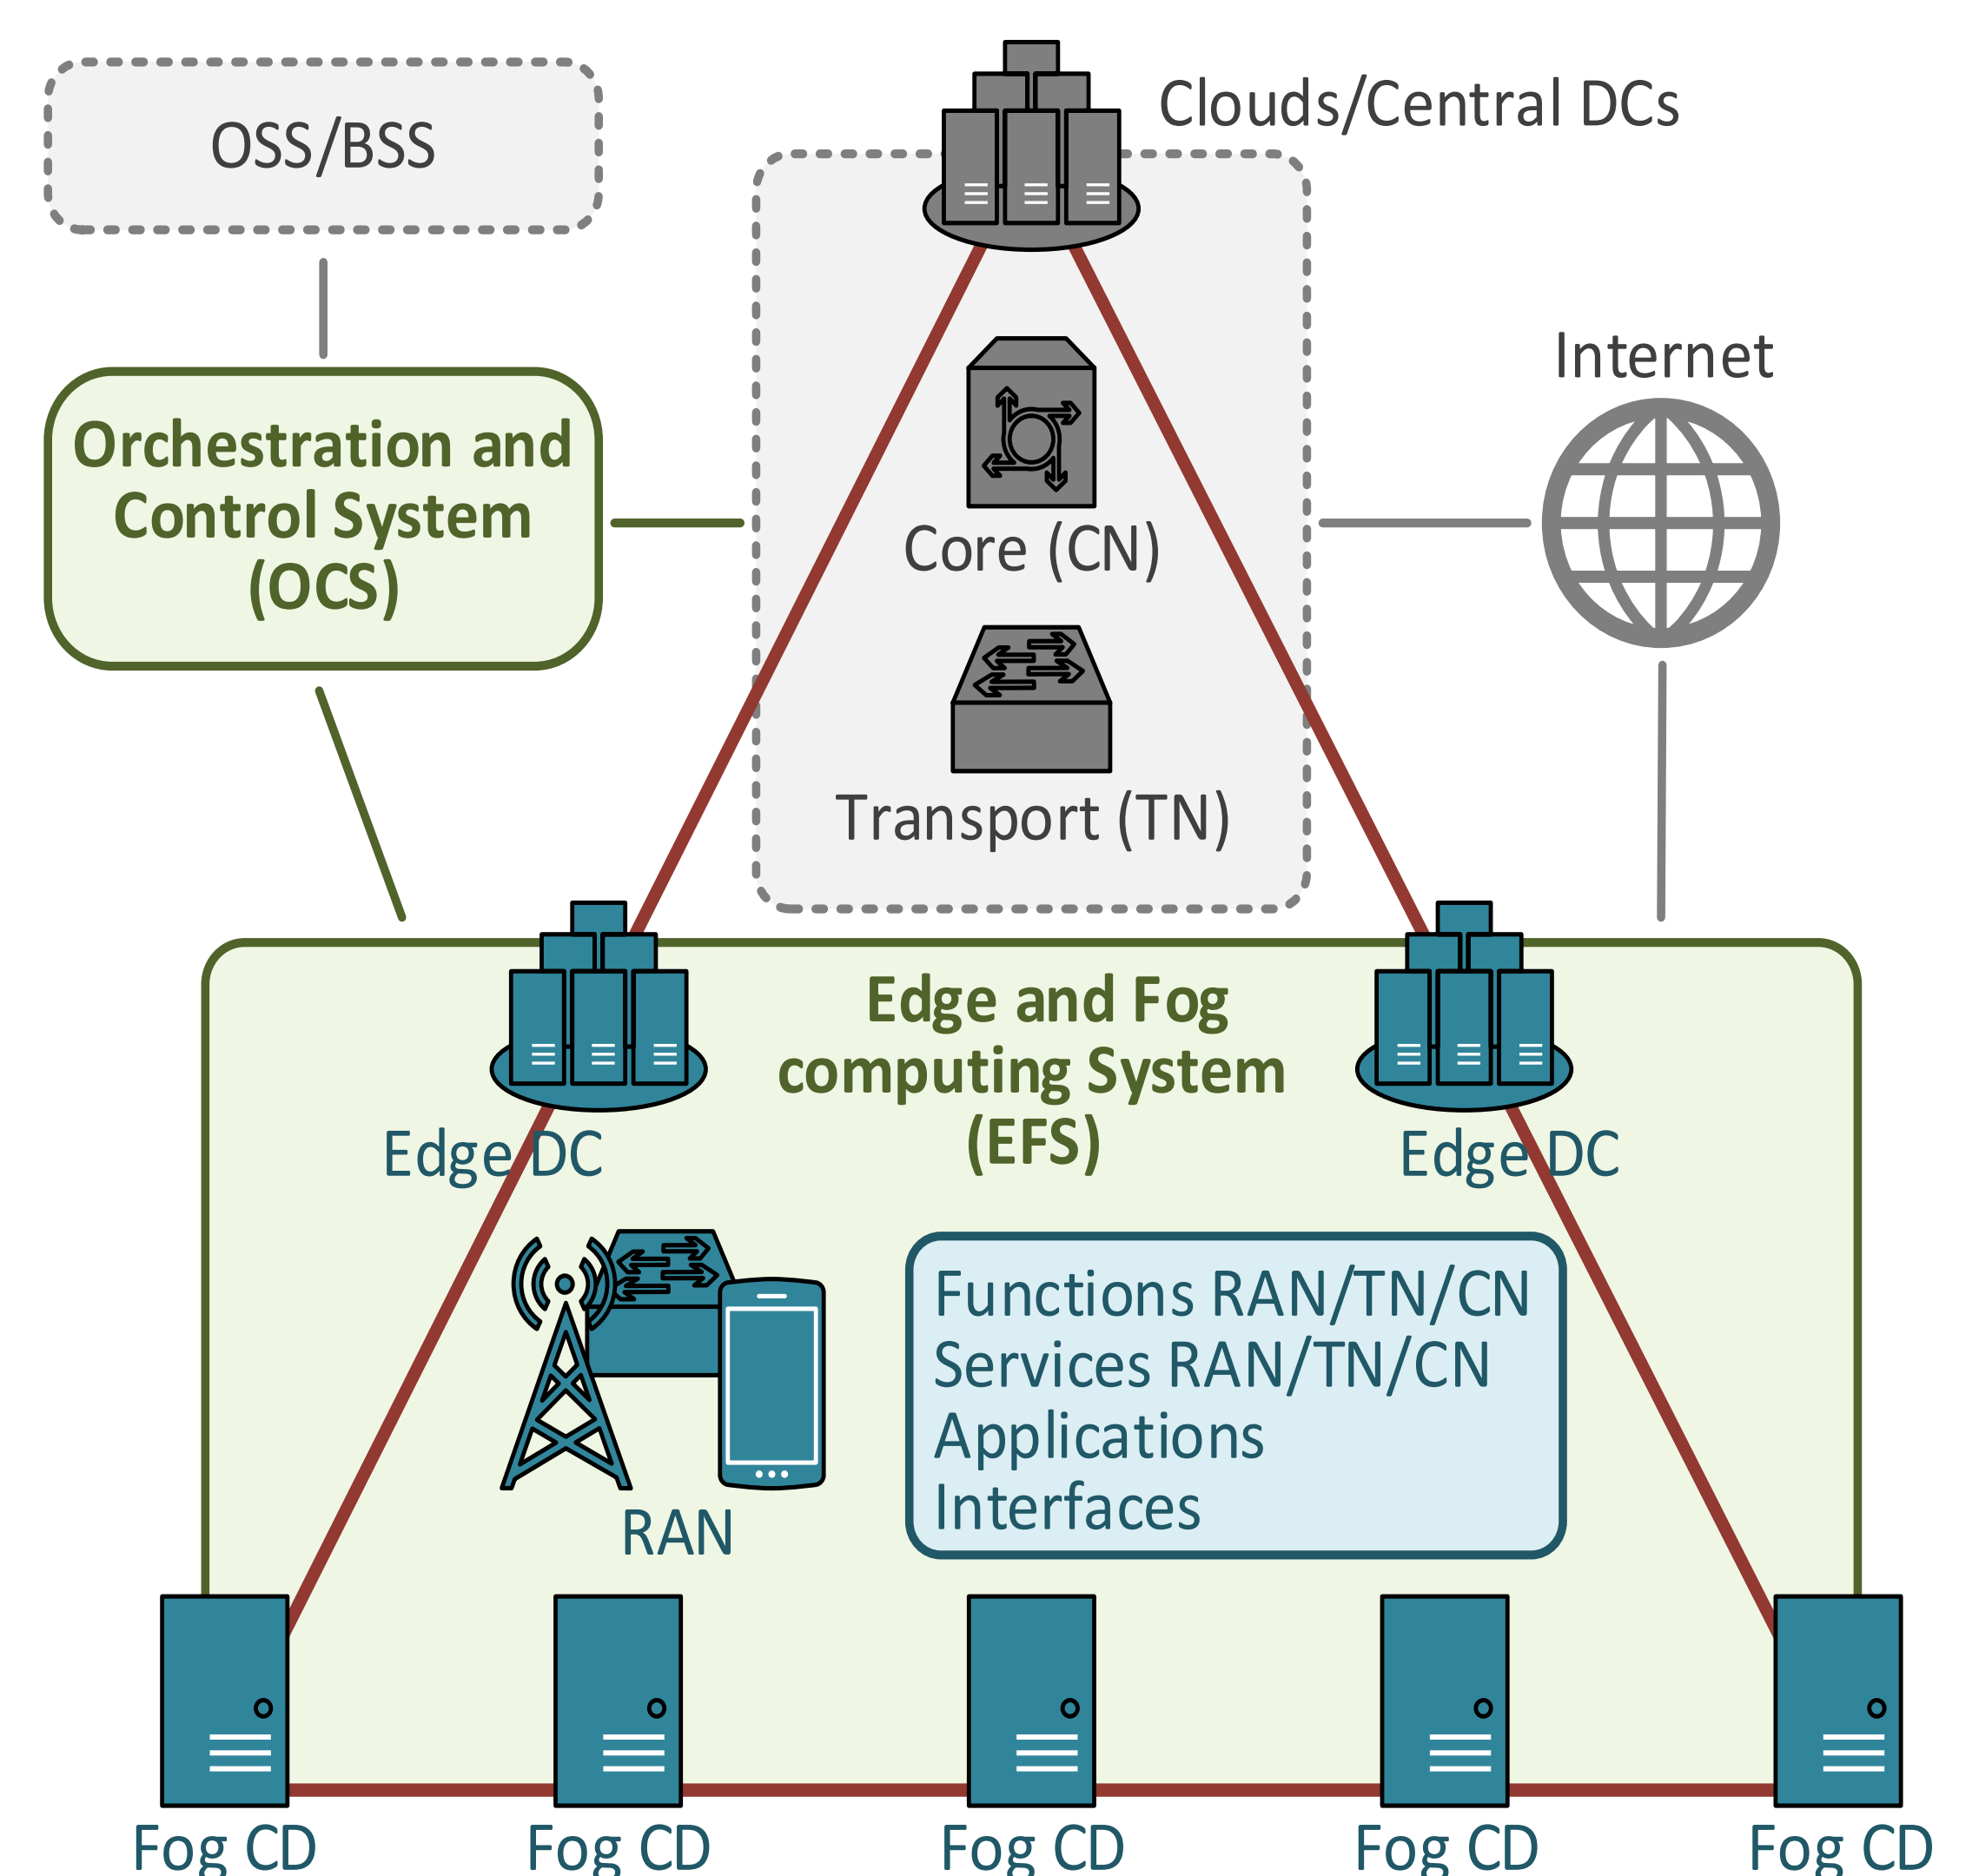 Clouds/Central DCs
OSS/BSS
Internet
Orchestration and
Control System
(OCS)
Core (CN)
Transport (TN)
Edge and Fog
computing System
(EFS)
Edge DC
Edge DC
Functions RAN/TN/CN
Services RAN/TN/CN
Applications
Interfaces
RAN
Fog CD
Fog CD
Fog CD
Fog CD
Fog CD